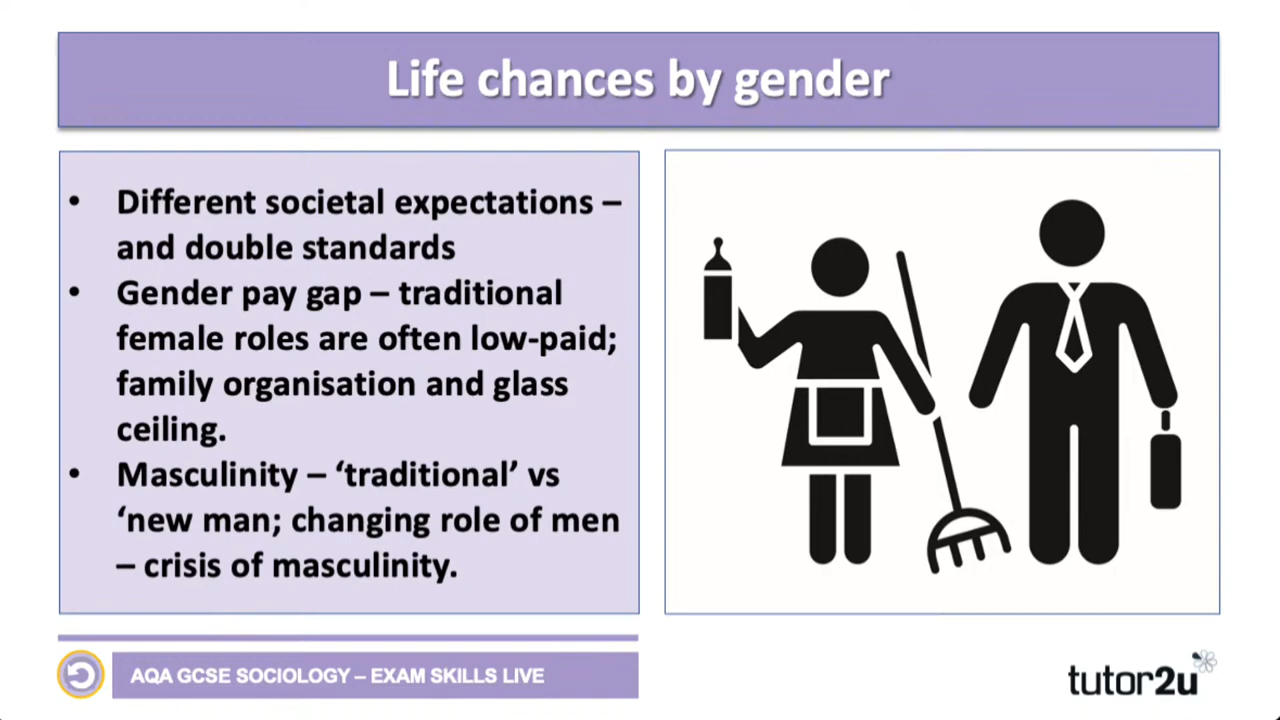 Life chances by gender
• Different societal expectations –
and double standards
• Gender pay gap – traditional
female roles are often low-paid;
family organisation and glass
ceiling.
• Masculinity – ‘traditional’ vs
‘new man; changing role of men
– crisis of masculinity.
AQA GCSE SOCIOLOGY – EXAM SKILLS LIVE
tutor2u